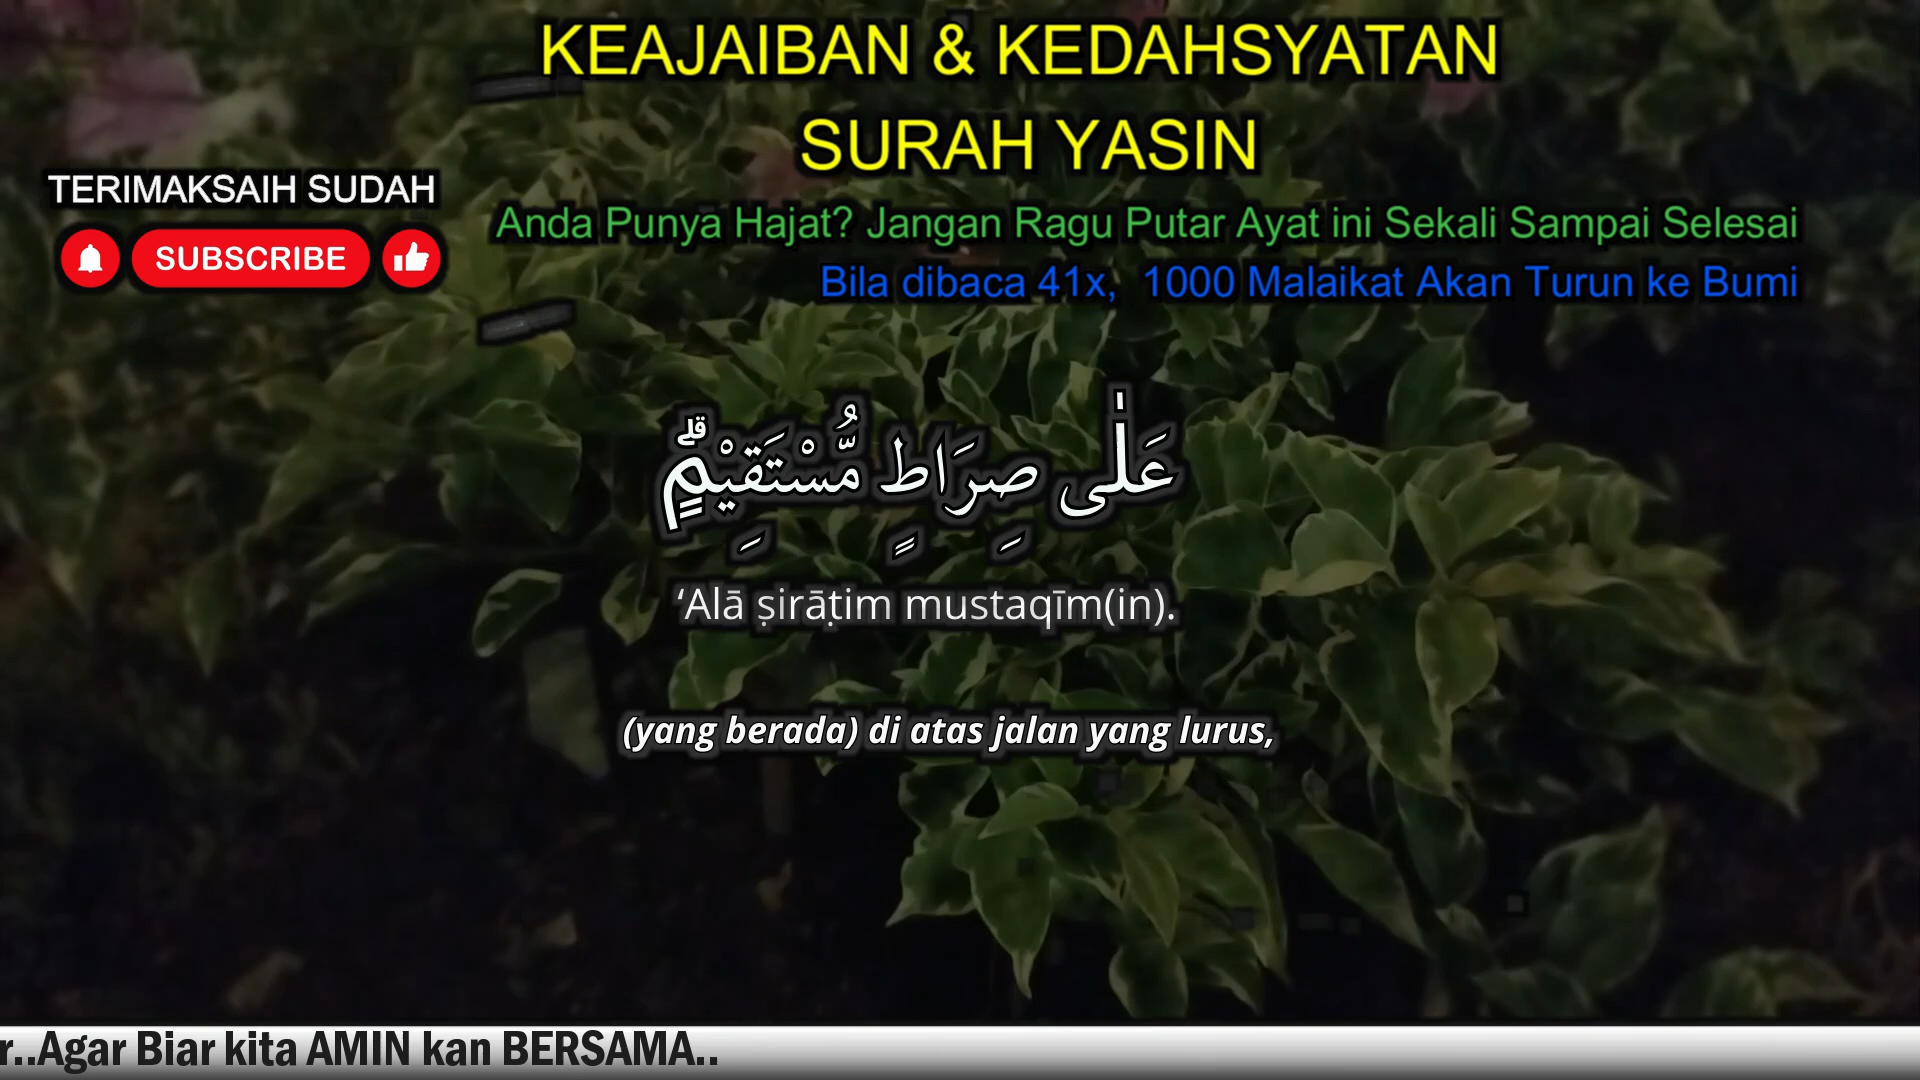 KEAJAIBAN & KEDAHSYATAN
SURAH YASIN
TERIMAKSAIH SUDAH
SUBSCRIBE
Anda Punya Hajat? Jangan Ragu Putar Ayat ini Sekali Sampai Selesai
Bila dibaca 41x, 1000 Malaikat Akan Turun ke Bumi
عَلٰى صِرَاطٍ مُّسْتَقِيْمٍۗ
‘Alā ṣirāṭim mustaqīm(in).
(yang berada) di atas jalan yang lurus,
r..Agar Biar kita AMIN kan BERSAMA..